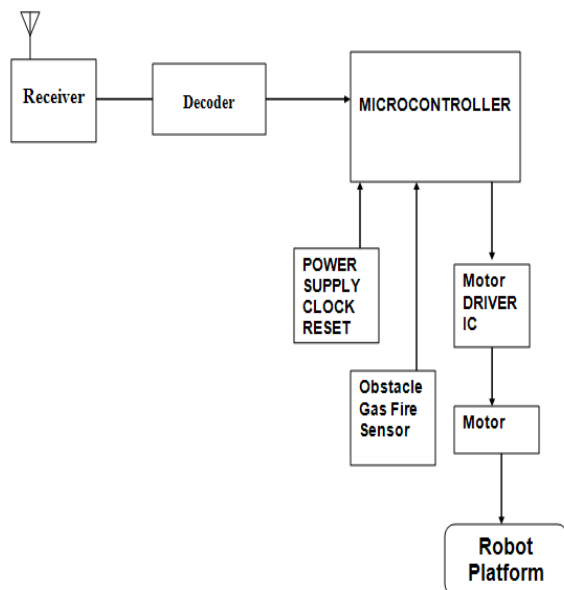 Receiver
Decoder
MICROCONTROLLER
POWER
SUPPLY
CLOCK
RESET
Motor
DRIVER
IC
Obstacle
Gas Fire
Sensor
Motor
Robot
Platform